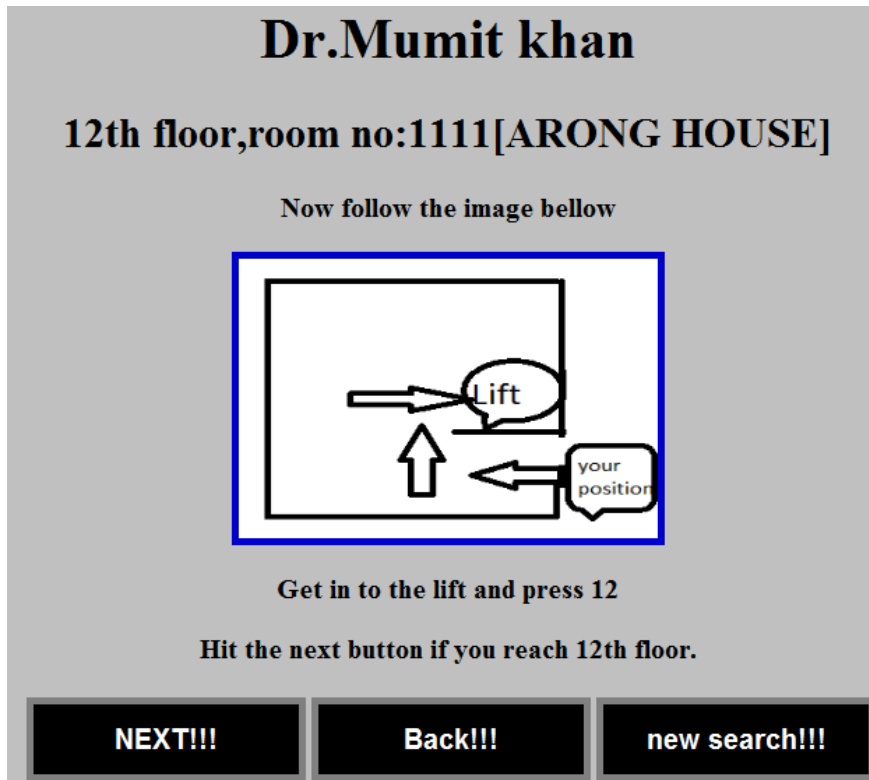 Dr.Mumit khan
12th floor,room no:1111[ARONG HOUSE]
Now follow the image bellow
Lift
your
position
Get in to the lift and press 12
Hit the next button if you reach 12th floor.
NEXT!!! Back!!! new search!!!